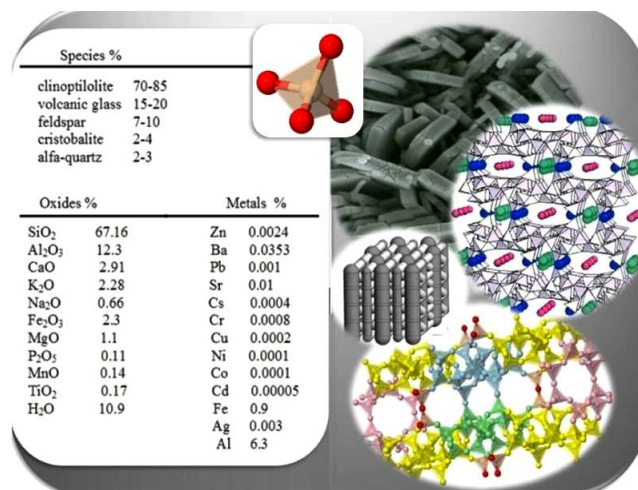 Species %
clinoptilolite 70-85
volcanic glass 15-20
feldspar 7-10
cristobalite 2-4
alfa-quartz 2-3
Oxides % Metals %
SiO₂ 67.16 Zn 0.0024
Al₂O₃ 12.3 Ba 0.0353
CaO 2.91 Pb 0.001
K₂O 2.28 Sr 0.01
Na₂O 0.66 Cs 0.0004
Fe₂O₃ 2.3 Cr 0.0008
MgO 1.1 Cu 0.0002
P₂O₅ 0.11 Ni 0.0001
MnO 0.14 Co 0.0001
TiO₂ 0.17 Cd 0.00005
H₂O 10.9 Fe 0.9
Ag 0.003
Al 6.3